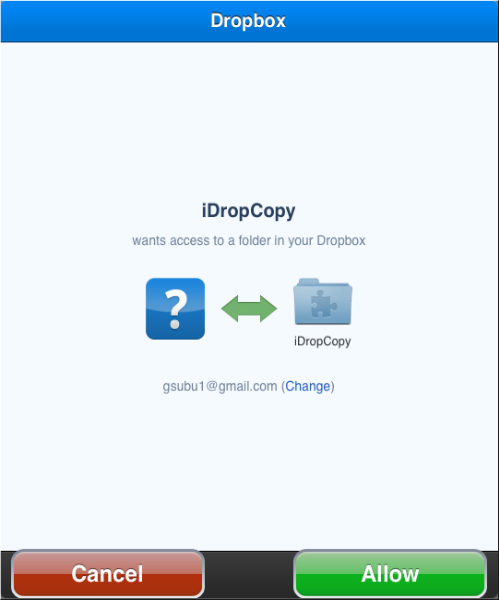 Dropbox
iDropCopy
wants access to a folder in your Dropbox
?
iDropCopy
gsubu1@gmail.com (Change)
Cancel
Allow